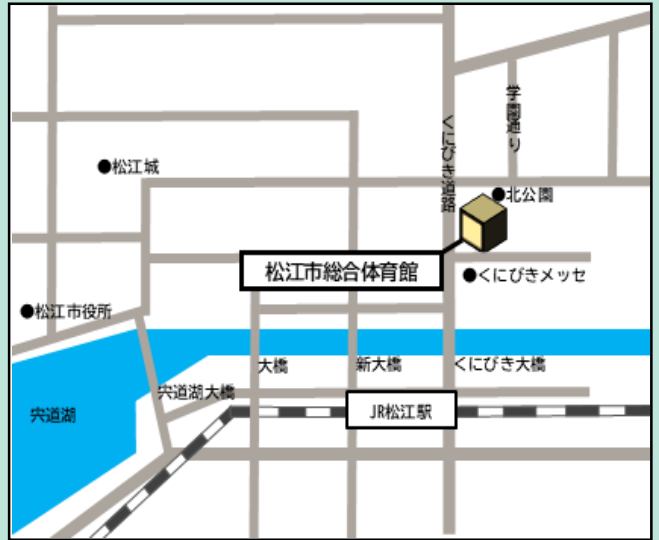 学園通り
くにびき道路
●松江城
●北公園
松江市総合体育館
●くにびきメッセ
●松江市役所
大橋
新大橋
くにびき大橋
宍道湖大橋
宍道湖
JR松江駅